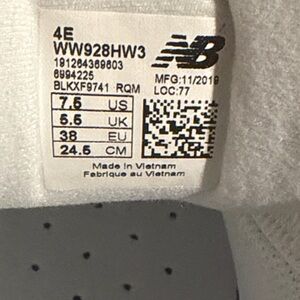 4E
WW928HW3
NB
191264369603
6994225
MFG:11/2019
BLKXF9741 RQM
LOC:77
7.5 US
5.5 UK
38 EU
24.5 CM
Made in Vietnam
Fabriqué au Vietnam